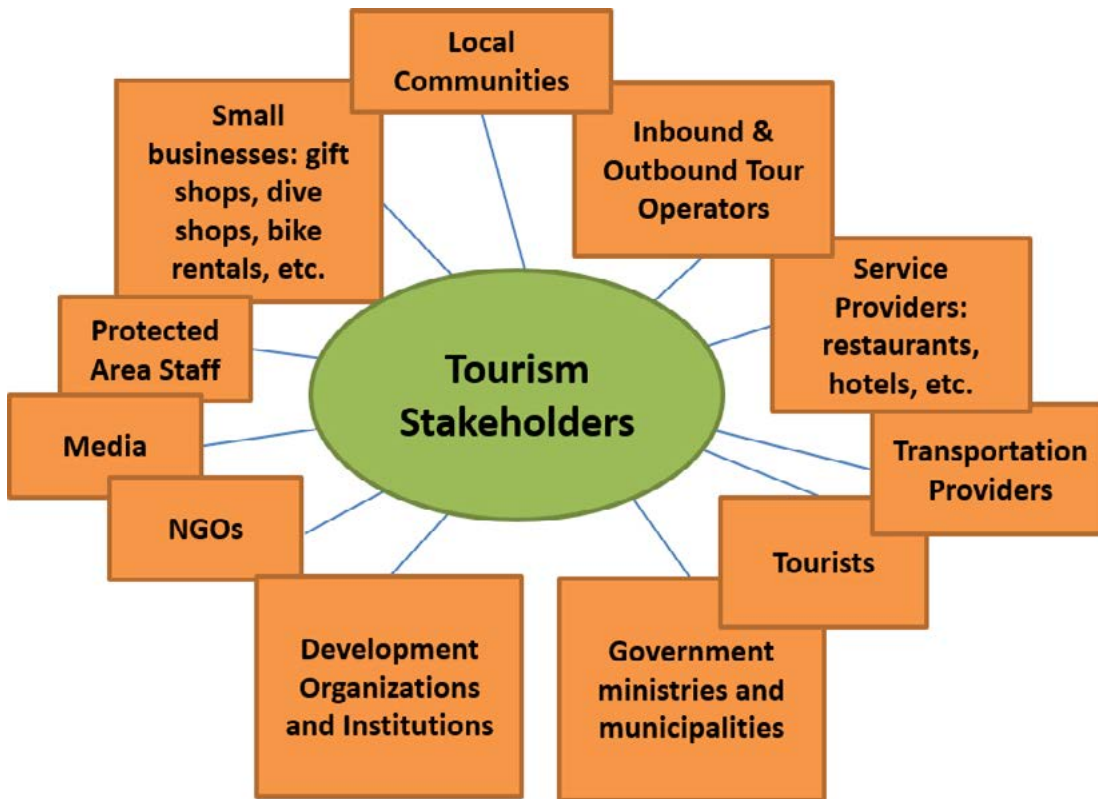 Local
Communities
Small
businesses: gift
shops, dive
shops, bike
rentals, etc.
Inbound &
Outbound Tour
Operators
Service
Providers:
restaurants,
hotels, etc.
Protected
Area Staff
Tourism
Stakeholders
Media
Transportation
Providers
NGOs
Tourists
Development
Organizations
and Institutions
Government
ministries and
municipalities